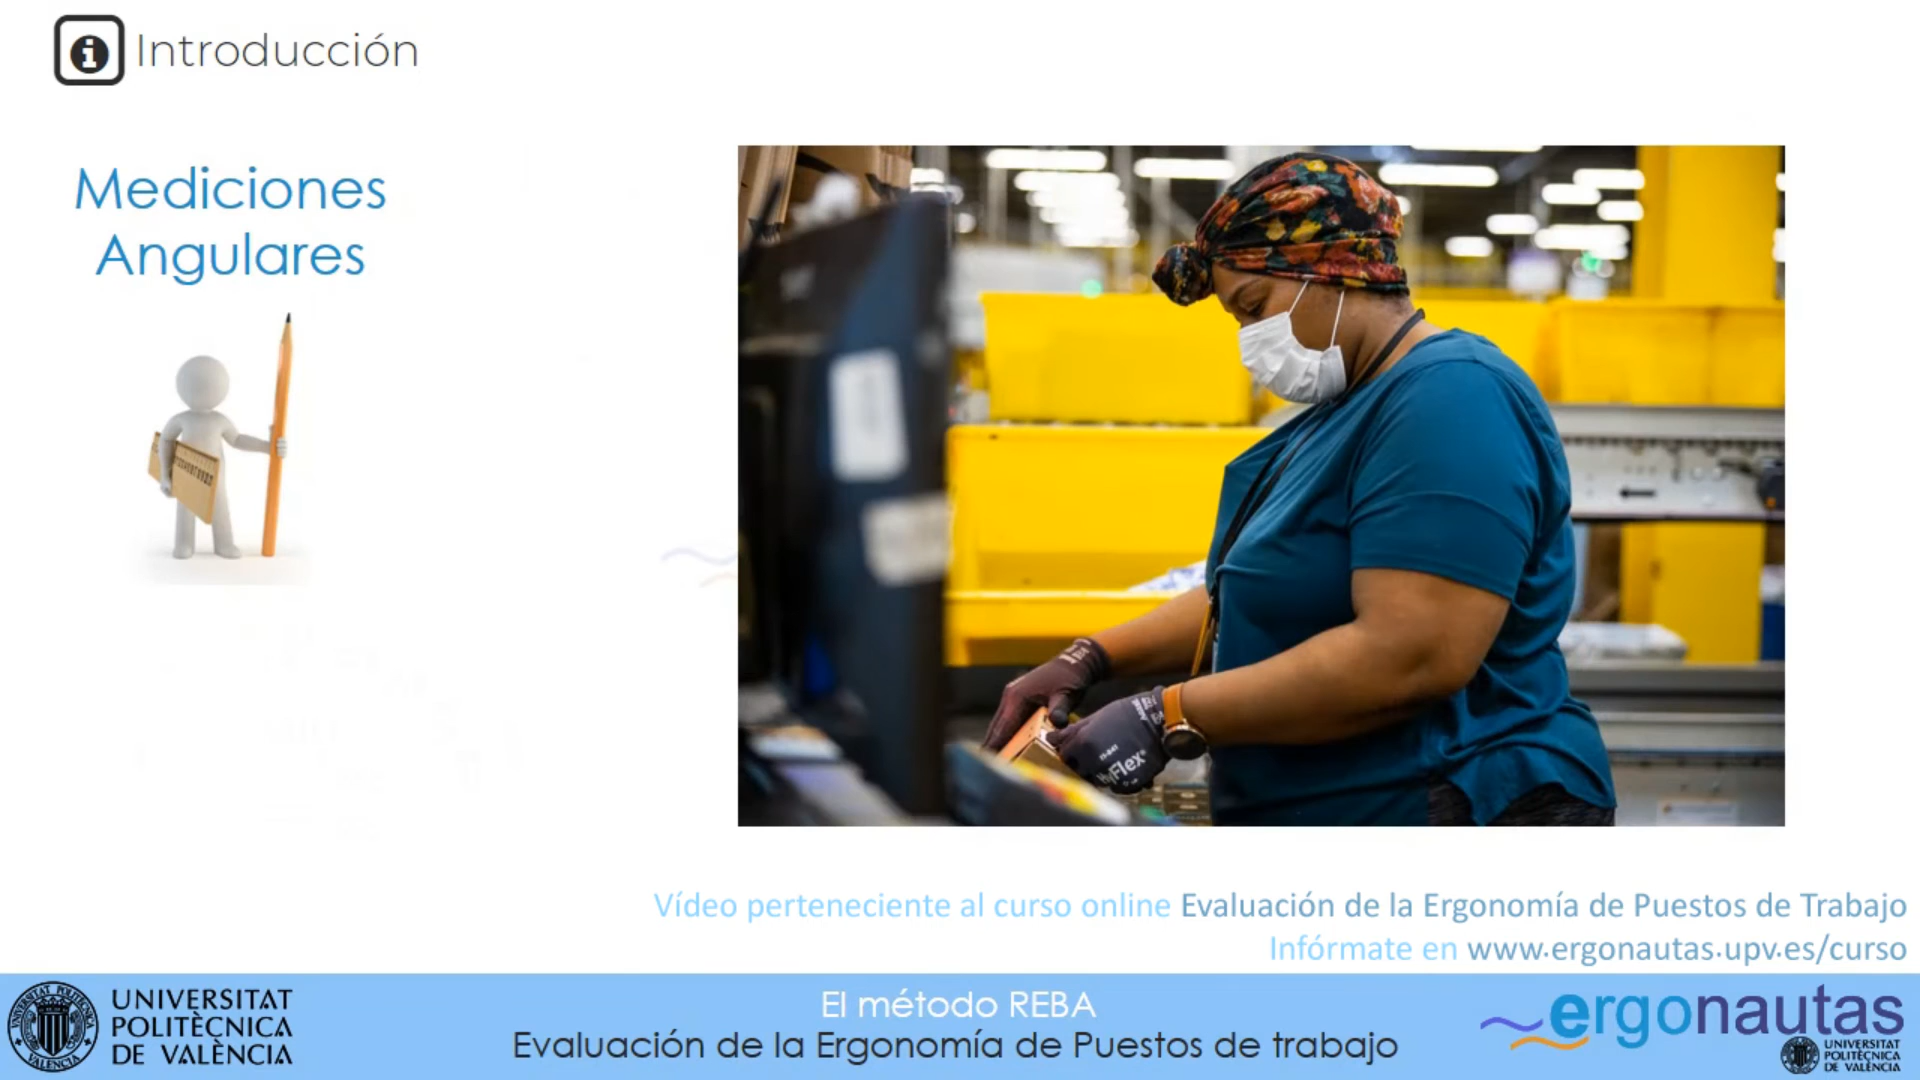 Introducción
Mediciones
Angulares
HyFlex
Vídeo perteneciente al curso online Evaluación de la Ergonomía de Puestos de Trabajo
Infórmate en www.ergonautas.upv.es/curso
UNIVERSITAT
POLITÈCNICA
DE VALÈNCIA
El método REBA
Evaluación de la Ergonomía de Puestos de trabajo
ergonautas
UNIVERSITAT
POLITÈCNICA
DE VALÈNCIA